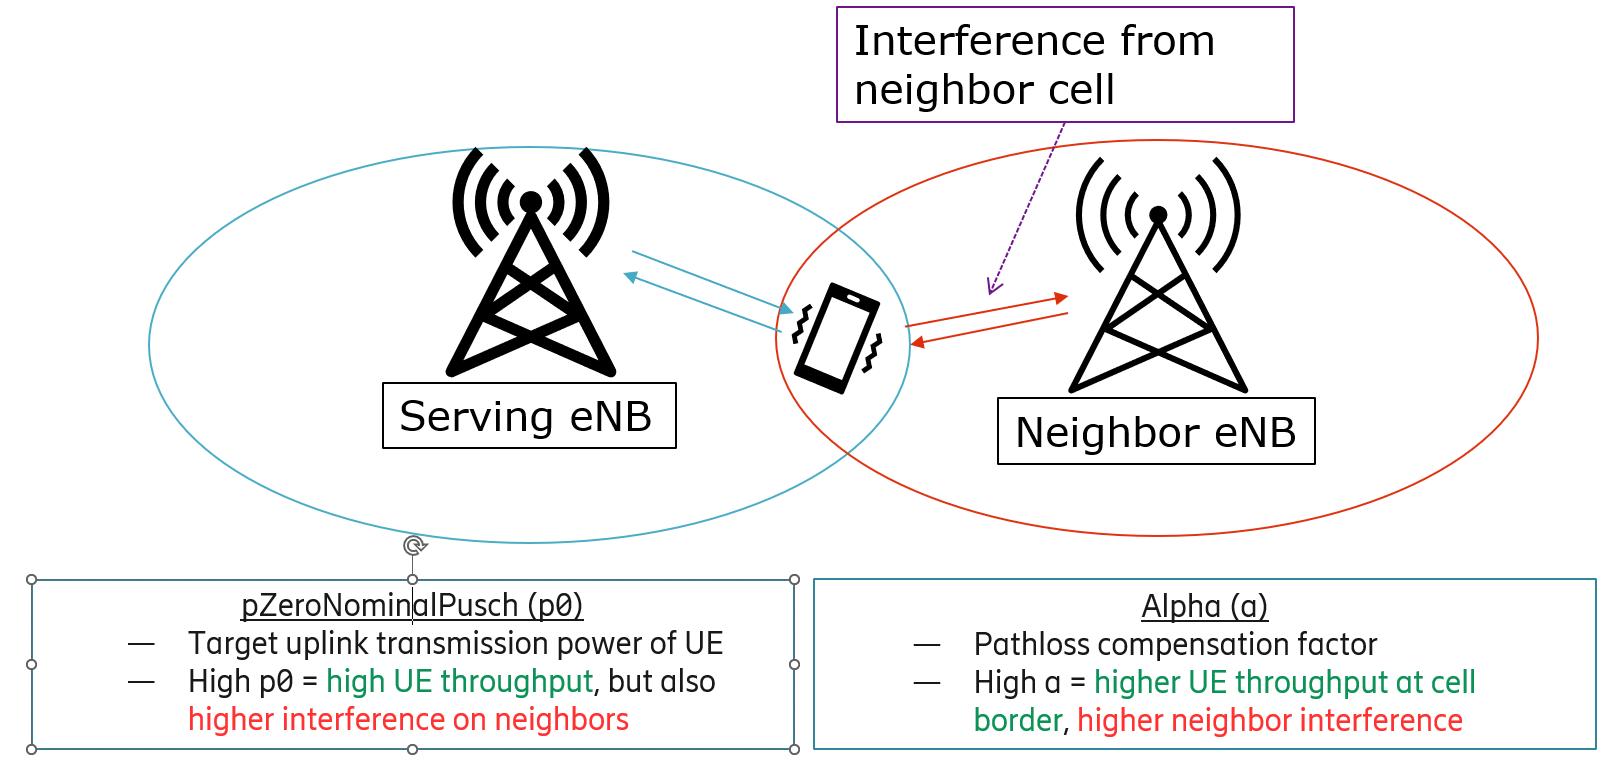 Interference from
neighbor cell
Serving eNB
Neighbor eNB
pZeroNominalPusch (p0)
— Target uplink transmission power of UE
— High p0 = high UE throughput, but also
higher interference on neighbors
Alpha (a)
— Pathloss compensation factor
— High a = higher UE throughput at cell
border, higher neighbor interference